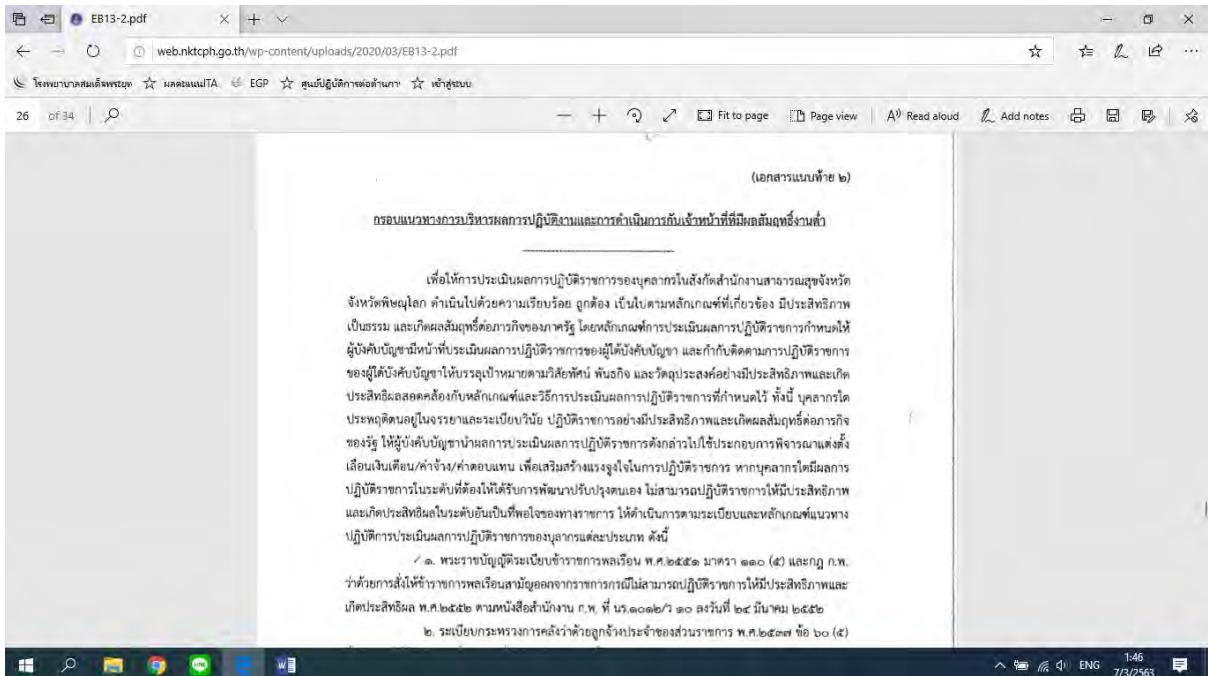 EB13-2.pdf
web.nktcph.go.th/wp-content/uploads/2020/03/EB13-2.pdf
โรงพยาบาลสมเด็จพระยุพ ผลคะแนนITA EGP ศูนย์ปฏิบัติการต่อต้านการ เข้าสู่ระบบ
26 of 34 Fit to page Page view Read aloud Add notes
(เอกสารแนบท้าย ๒)
กรอบแนวทางการบริหารผลการปฏิบัติงานและการดำเนินการกับเจ้าหน้าที่ที่มีผลสัมฤทธิ์งานต่ำ
เพื่อให้การประเมินผลการปฏิบัติราชการของบุคลากรในสังกัดสำนักงานสาธารณสุขจังหวัด
จังหวัดพิษณุโลก ดำเนินไปด้วยความเรียบร้อย ถูกต้อง เป็นไปตามหลักเกณฑ์ที่เกี่ยวข้อง มีประสิทธิภาพ
เป็นธรรม และเกิดผลสัมฤทธิ์ต่อภารกิจของภาครัฐ โดยหลักเกณฑ์การประเมินผลการปฏิบัติราชการกำหนดให้
ผู้บังคับบัญชามีหน้าที่ประเมินผลการปฏิบัติราชการของผู้ใต้บังคับบัญชา และกำกับติดตามการปฏิบัติราชการ
ของผู้ใต้บังคับบัญชาให้บรรลุเป้าหมายตามวิสัยทัศน์ พันธกิจ และวัตถุประสงค์อย่างมีประสิทธิภาพและเกิด
ประสิทธิผลสอดคล้องกับหลักเกณฑ์และวิธีการประเมินผลการปฏิบัติราชการที่กำหนดไว้ ทั้งนี้ บุคลากรใด
ประพฤติตนอยู่ในจรรยาและระเบียบวินัย ปฏิบัติราชการอย่างมีประสิทธิภาพและเกิดผลสัมฤทธิ์ต่อภารกิจ
ของรัฐ ให้ผู้บังคับบัญชานำผลการประเมินผลการปฏิบัติราชการดังกล่าวไปใช้ประกอบการพิจารณาแต่งตั้ง
เลื่อนเงินเดือน/ค่าจ้าง/ค่าตอบแทน เพื่อเสริมสร้างแรงจูงใจในการปฏิบัติราชการ หากบุคลากรใดมีผลการ
ปฏิบัติราชการในระดับที่ต้องให้ได้รับการพัฒนาปรับปรุงตนเอง ไม่สามารถปฏิบัติราชการให้มีประสิทธิภาพ
และเกิดประสิทธิผลในระดับอันเป็นที่พอใจของทางราชการ ให้ดำเนินการตามระเบียบและหลักเกณฑ์แนวทาง
ปฏิบัติการประเมินผลการปฏิบัติราชการของบุลากรแต่ละประเภท ดังนี้
๑. พระราชบัญญัติระเบียบข้าราชการพลเรือน พ.ศ.๒๕๕๑ มาตรา ๑๑๐ (๕) และกฎ ก.พ.
ว่าด้วยการสั่งให้ข้าราชการพลเรือนสามัญออกจากราชการกรณีไม่สามารถปฏิบัติราชการให้มีประสิทธิภาพและ
เกิดประสิทธิผล พ.ศ.๒๕๕๒ ตามหนังสือสำนักงาน ก.พ. ที่ นร.๑๐๑๒/ว ๑๐ ลงวันที่ ๒๔ มีนาคม ๒๕๕๒
๒. ระเบียบกระทรวงการคลังว่าด้วยลูกจ้างประจำของส่วนราชการ พ.ศ.๒๕๓๗ ข้อ ๖๐ (๕)
ENG 1:46
7/3/2563